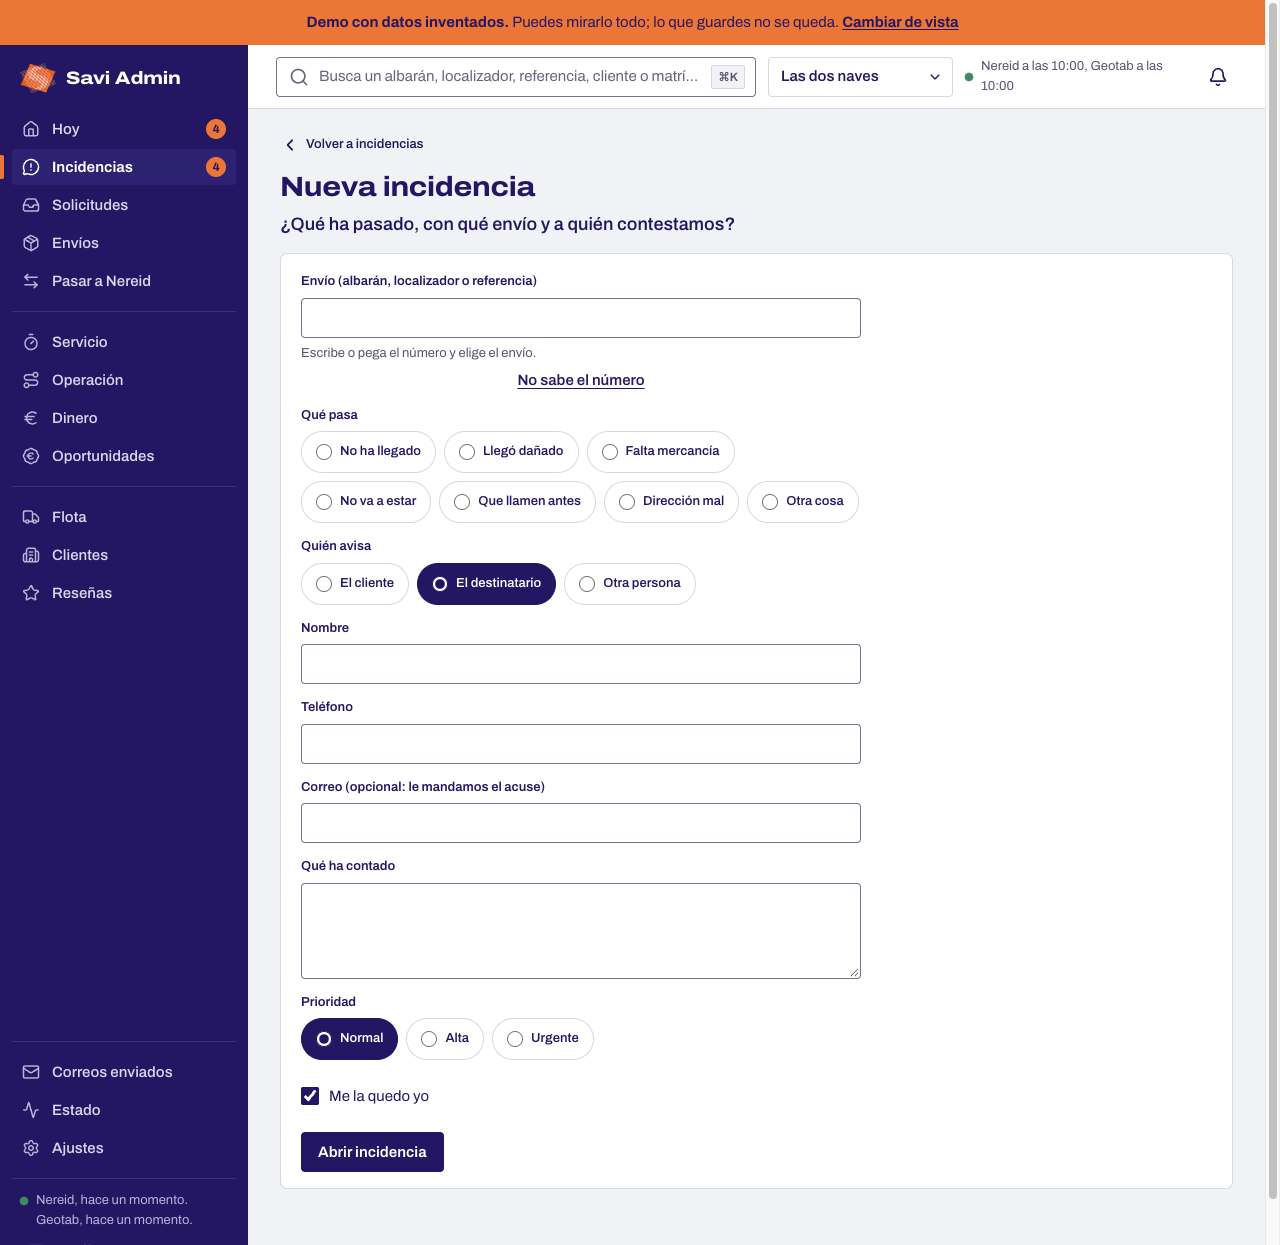 Demo con datos inventados. Puedes mirarlo todo; lo que guardes no se queda. Cambiar de vista
Savi Admin
Hoy 4
Incidencias 4
Solicitudes
Envíos
Pasar a Nereid
Servicio
Operación
Dinero
Oportunidades
Flota
Clientes
Reseñas
Correos enviados
Estado
Ajustes
Nereid, hace un momento.
Geotab, hace un momento.
Busca un albarán, localizador, referencia, cliente o matrí... ⌘K
Las dos naves
Nereid a las 10:00, Geotab a las
10:00
Volver a incidencias
Nueva incidencia
¿Qué ha pasado, con qué envío y a quién contestamos?
Envío (albarán, localizador o referencia)
Escribe o pega el número y elige el envío.
No sabe el número
Qué pasa
No ha llegado Llegó dañado Falta mercancía
No va a estar Que llamen antes Dirección mal Otra cosa
Quién avisa
El cliente El destinatario Otra persona
Nombre
Teléfono
Correo (opcional: le mandamos el acuse)
Qué ha contado
Prioridad
Normal Alta Urgente
Me la quedo yo
Abrir incidencia